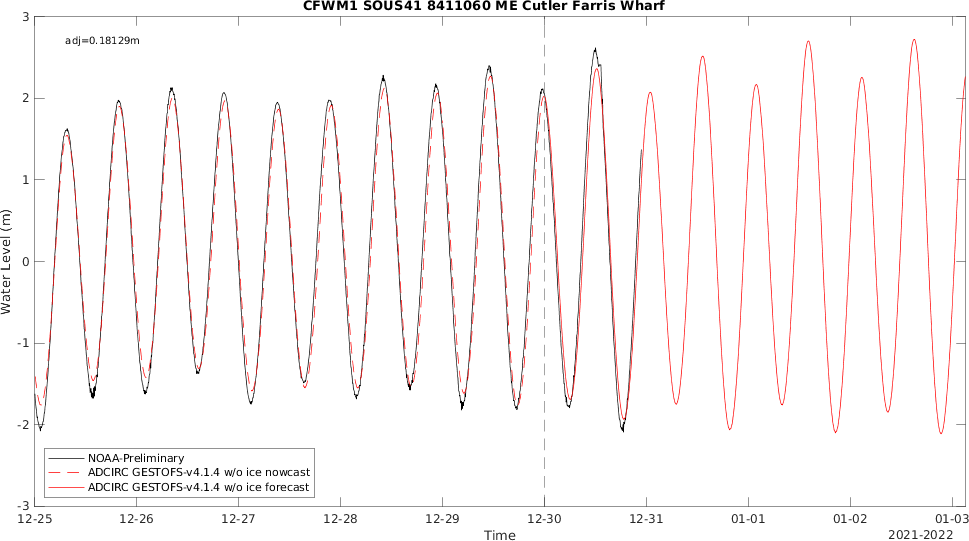 CFWM1 SOUS41 8411060 ME Cutler Farris Wharf
adj=0.18129m
3
2
1
0
-1
-2
-3
Water Level (m)
NOAA-Preliminary
ADCIRC GESTOFS-v4.1.4 w/o ice nowcast
ADCIRC GESTOFS-v4.1.4 w/o ice forecast
12-25 12-26 12-27 12-28 12-29 12-30 12-31 01-01 01-02 01-03
Time
2021-2022